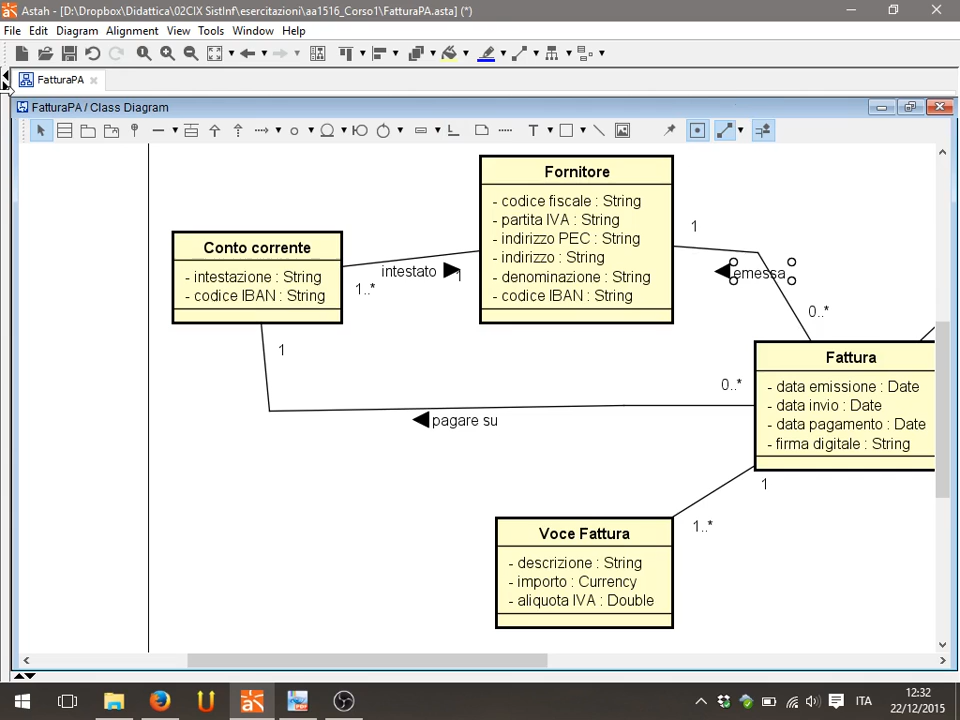 Astah - [D:\Dropbox\Didattica\02CIX SistInf\esercitazioni\aa1516_Corso1\FatturaPA.asta] (*)
File Edit Diagram Alignment View Tools Window Help
FatturaPA
FatturaPA / Class Diagram
T
Fornitore
- codice fiscale : String
- partita IVA : String
- indirizzo PEC : String
- indirizzo : String
- denominazione : String
- codice IBAN : String
1
Conto corrente
- intestazione : String
- codice IBAN : String
intestato
1
1..*
emessa
0..*
1
Fattura
- data emissione : Date
- data invio : Date
- data pagamento : Date
- firma digitale : String
0..*
pagare su
1
1..*
Voce Fattura
- descrizione : String
- importo : Currency
- aliquota IVA : Double
ITA
12:32
22/12/2015